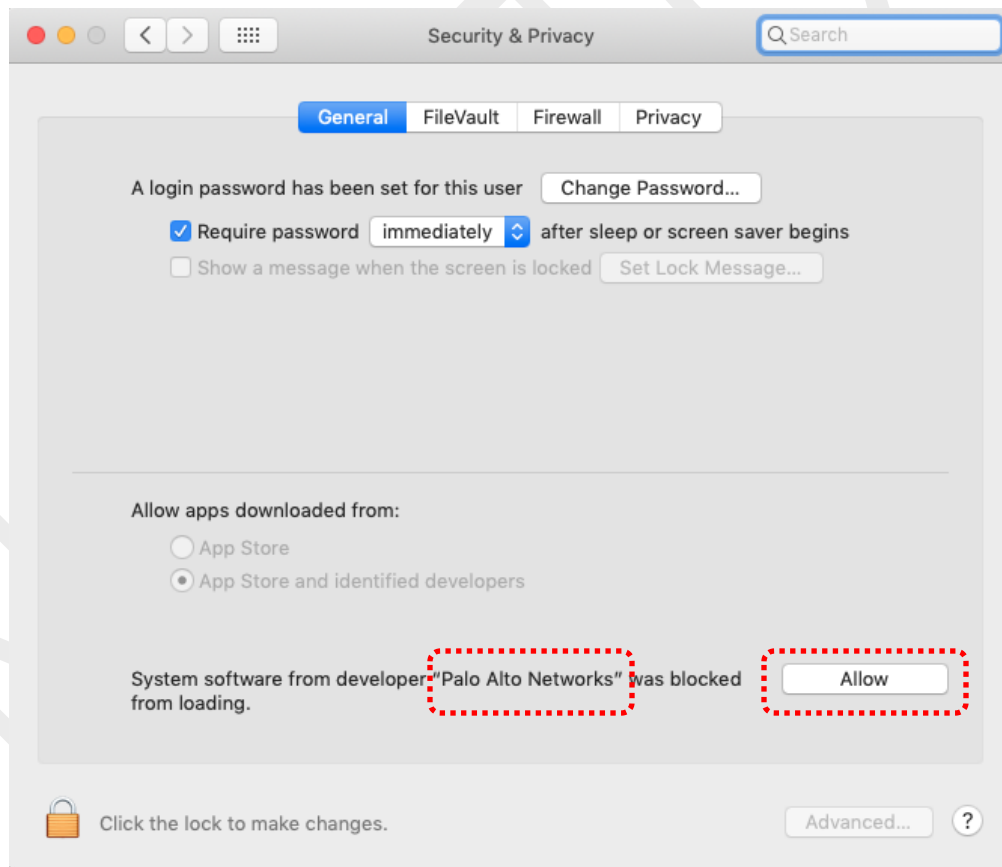 Security & Privacy
Search
General FileVault Firewall Privacy
A login password has been set for this user Change Password...
Require password immediately after sleep or screen saver begins
Show a message when the screen is locked Set Lock Message...
Allow apps downloaded from:
App Store
App Store and identified developers
System software from developer “Palo Alto Networks” was blocked Allow
from loading.
Click the lock to make changes. Advanced... ?